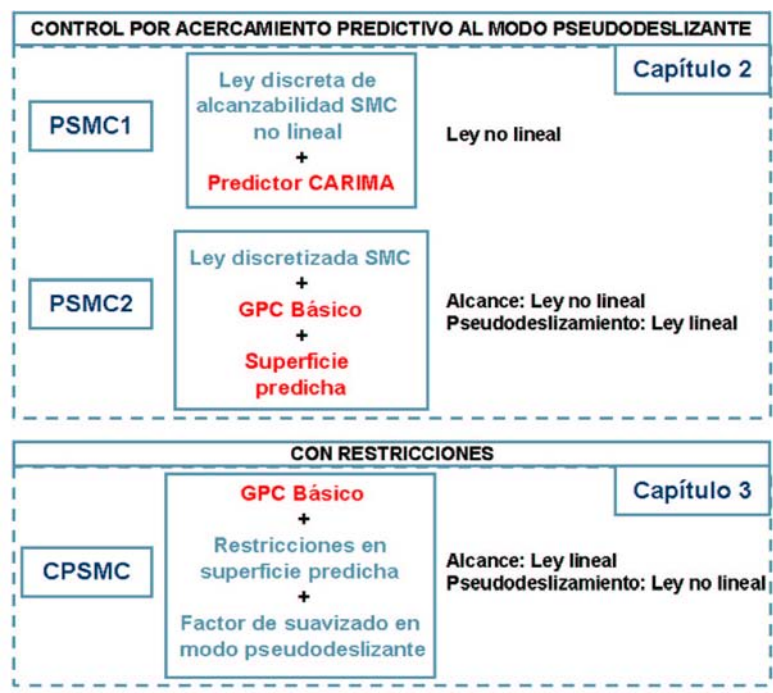 CONTROL POR ACERCAMIENTO PREDICTIVO AL MODO PSEUDODESLIZANTE
Capítulo 2
PSMC1
Ley discreta de
alcanzabilidad SMC
no lineal
+
Predictor CARIMA
Ley no lineal
PSMC2
Ley discretizada SMC
+
GPC Básico
+
Superficie
predicha
Alcance: Ley no lineal
Pseudodeslizamiento: Ley lineal
CON RESTRICCIONES
Capítulo 3
CPSMC
GPC Básico
+
Restricciones en
superficie predicha
+
Factor de suavizado en
modo pseudodeslizante
Alcance: Ley lineal
Pseudodeslizamiento: Ley no lineal